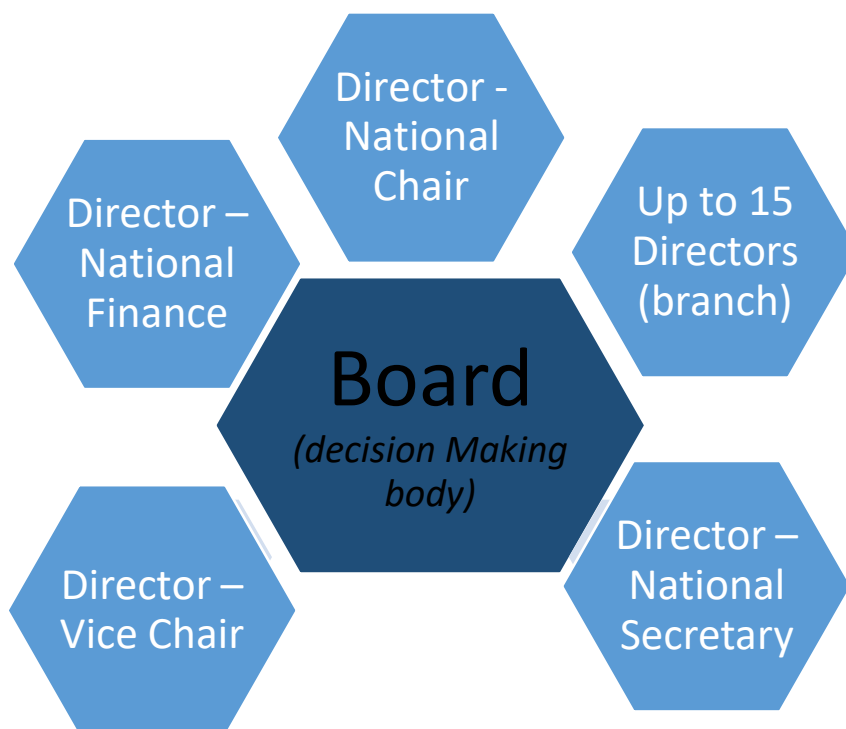 Director -
National
Chair
Up to 15
Directors
(branch)
Director –
National
Secretary
Director –
Vice Chair
Director –
National
Finance
Board
(decision Making
body)